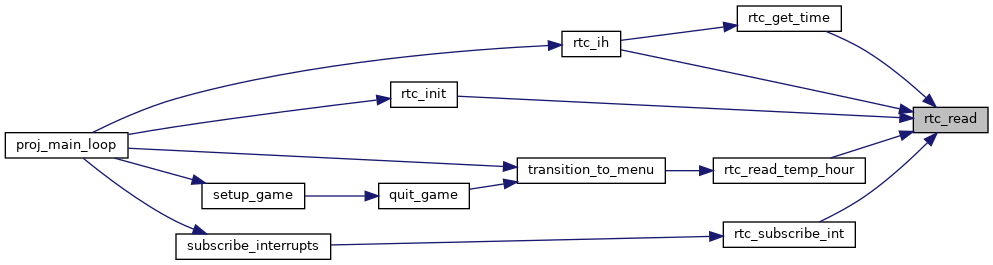 rtc_get_time
rtc_ih
rtc_init
rtc_read
proj_main_loop
transition_to_menu
rtc_read_temp_hour
setup_game
quit_game
rtc_subscribe_int
subscribe_interrupts